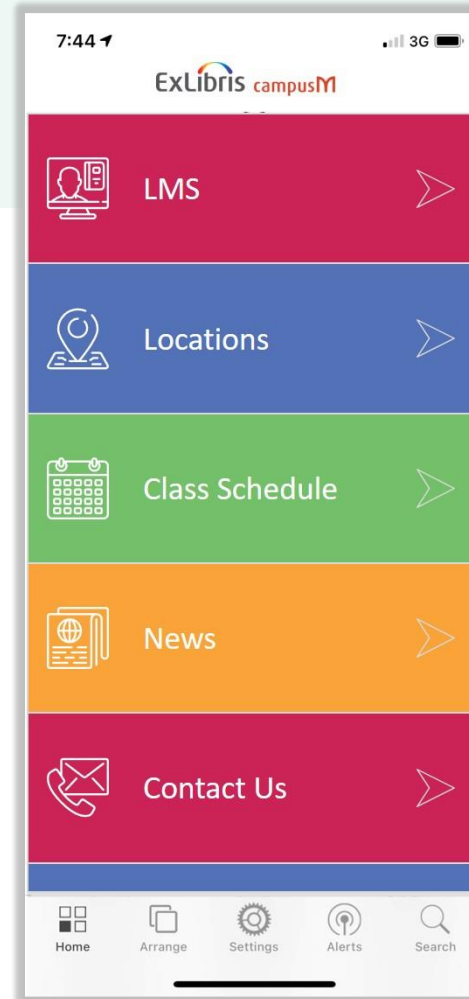 7:44
3G
ExLibris campusM
LMS
Locations
Class Schedule
News
Contact Us
Home Arrange Settings Alerts Search